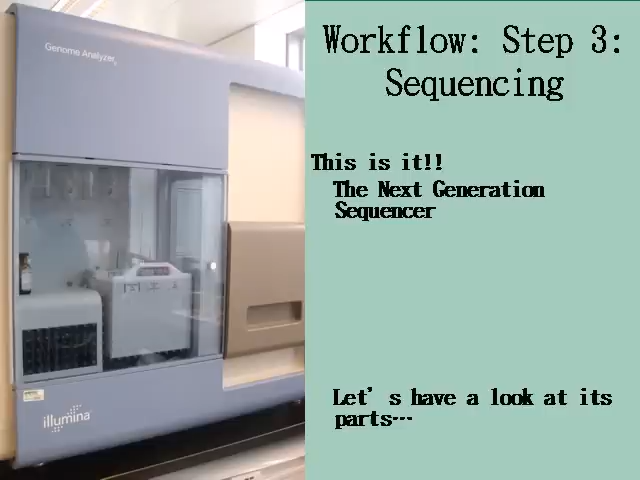 Workflow: Step 3:
Sequencing
This is it!!
The Next Generation
Sequencer
Let's have a look at its
parts…
Genome Analyzer
illumina